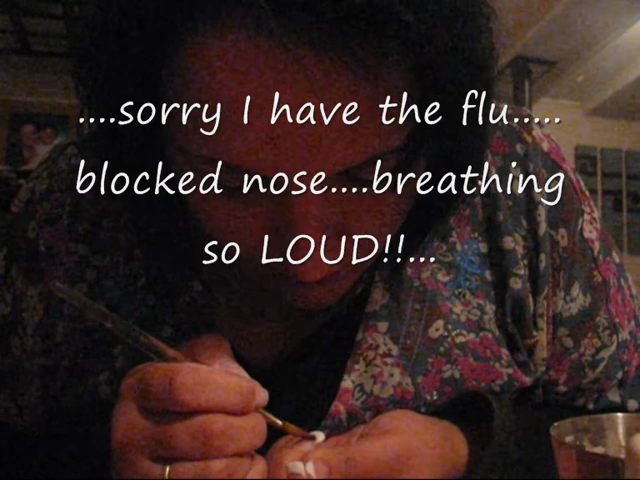 ....sorry I have the flu.....
blocked nose....breathing
so LOUD!!...